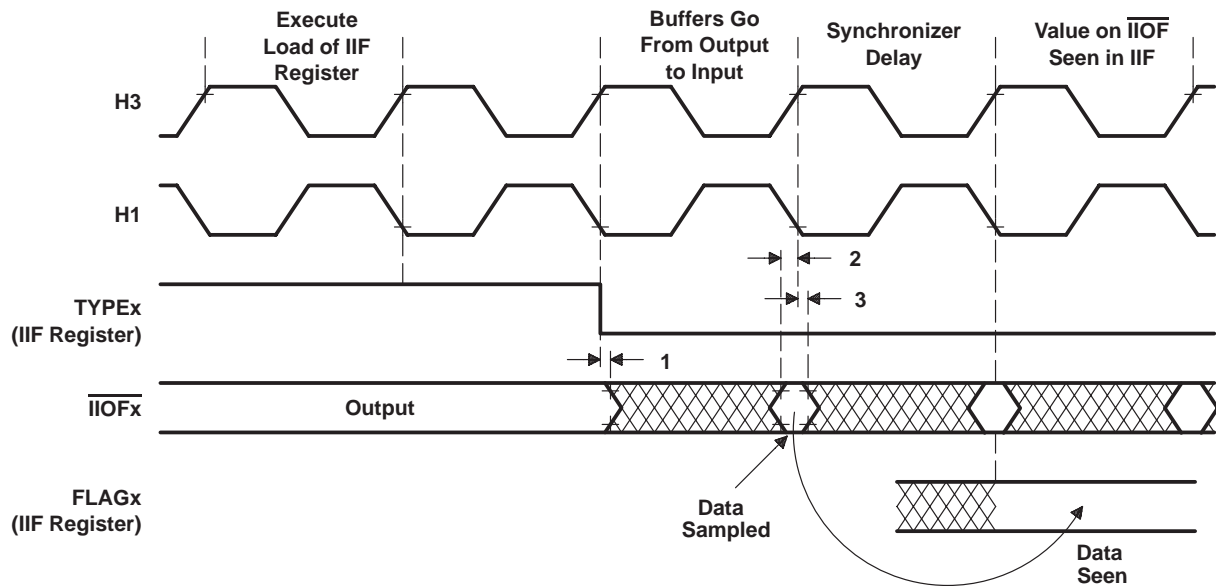 Execute
Load of IIF
Register
Buffers Go
From Output
to Input
Synchronizer
Delay
Value on IIOF
Seen in IIF
H3
H1
2
3
TYPEx
(IIF Register)
1
IIOFx
Output
FLAGx
(IIF Register)
Data
Sampled
Data
Seen